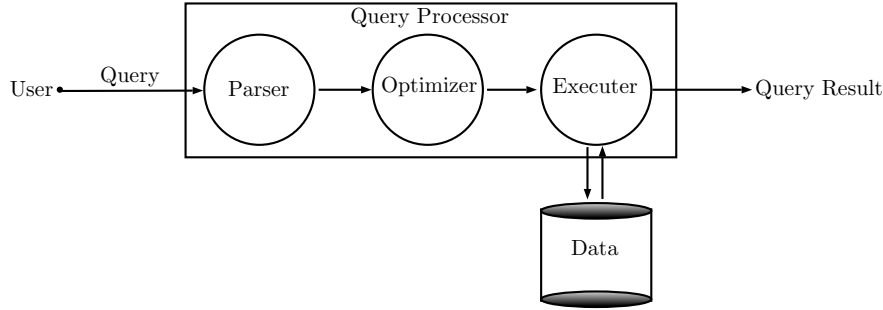 Query Processor
User
Query
Parser
Optimizer
Executer
Query Result
Data